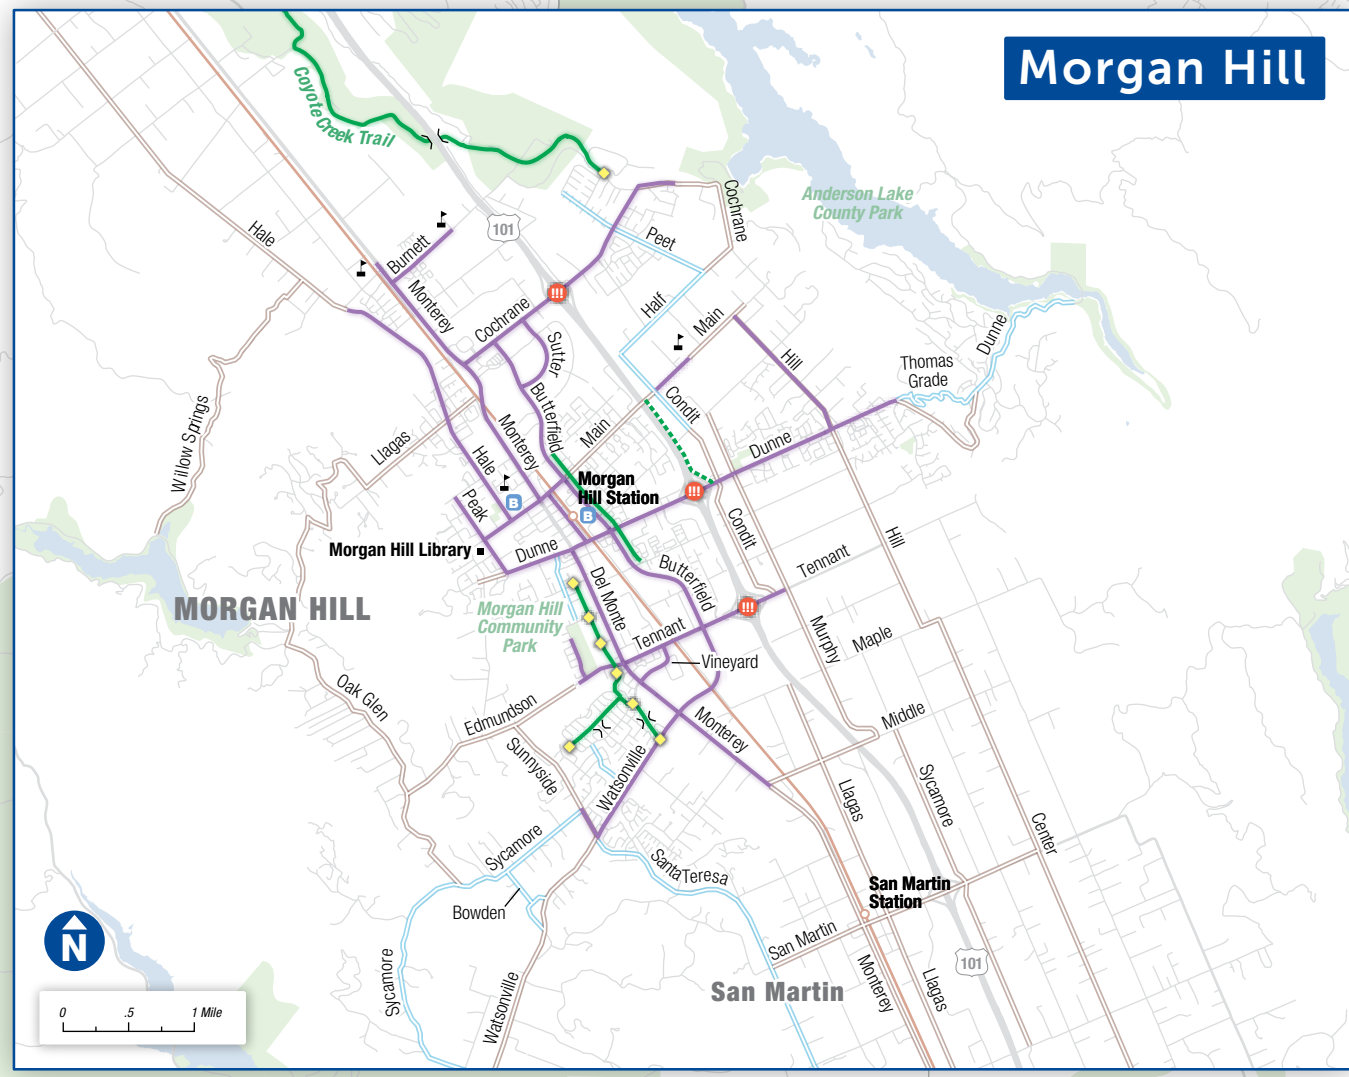 Morgan Hill
Coyote Creek Trail
Anderson Lake
County Park
Cochrane
101
Hale
Burnett
Peet
Monterey
Cochrane
Half
Main
Sutter
Hill
Dunne
Thomas
Grade
Willow Springs
Llagas
Butterfield
Main
Condit
Monterey
Hale
Dunne
Peak
B
Morgan
Hill Station
B
Morgan Hill Library
Dunne
Condit
Hill
Tennant
Butterfield
Del Monte
MORGAN HILL
Morgan Hill
Community
Park
Tennant
Murphy
Maple
Vineyard
Oak Glen
Edmundson
Monterey
Middle
Sunnyside
Watsonville
Llagas
Sycamore
Center
Sycamore
Santa Teresa
San Martin
Station
Bowden
San Martin
N
Sycamore
Watsonville
San Martin
Monterey
Llagas
101
0 .5 1 Mile
!!!
!!!
!!!